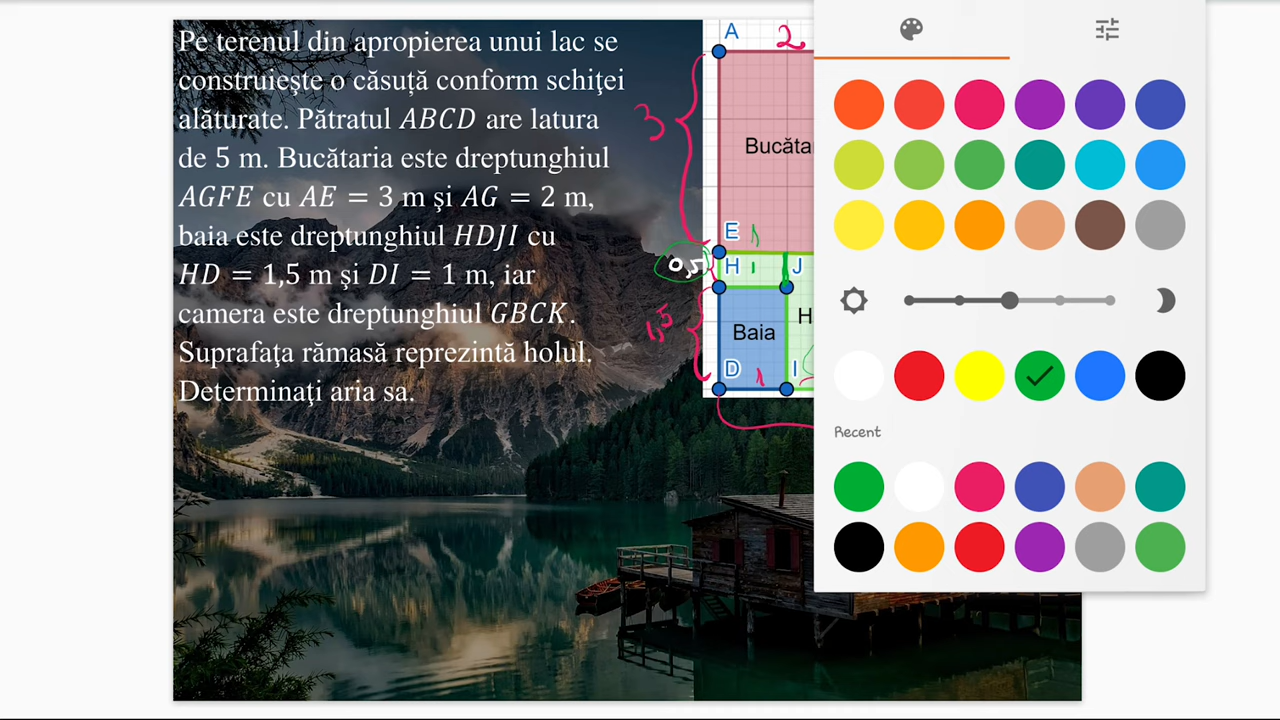 Pe terenul din apropierea unui lac se
construiește o căsuță conform schiței
alăturate. Pătratul ABCD are latura
de 5 m. Bucătaria este dreptunghiul
AGFE cu AE = 3 m și AG = 2 m,
baia este dreptunghiul HDJI cu
HD = 1,5 m și DI = 1 m, iar
camera este dreptunghiul GBCK.
Suprafața rămasă reprezintă holul.
Determinați aria sa.
A 2
3
Bucăta
E 1
0,5 H 1 J
1,5 Baia H
D 1 I
Recent